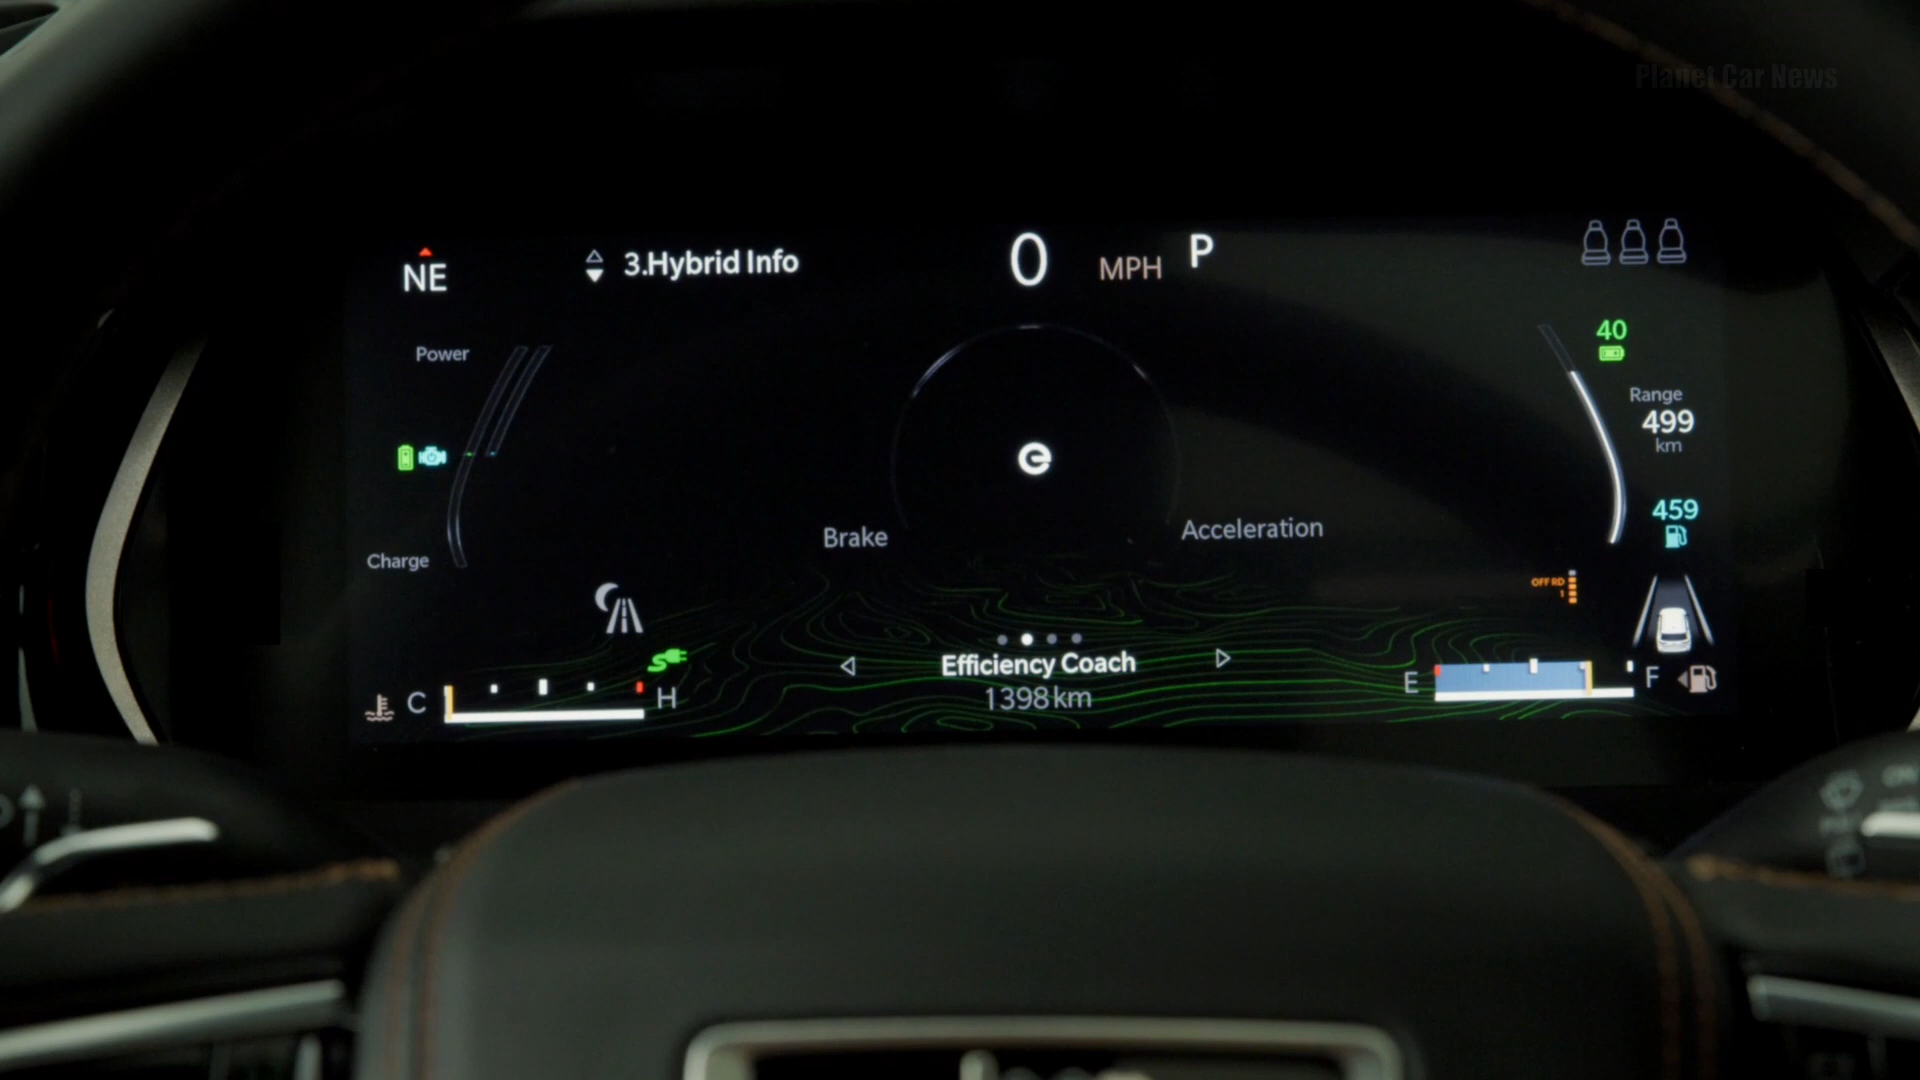 Planet Car News
NE
3.Hybrid Info
0 MPH P
Power
40
Range
499
km
459
Brake
Acceleration
Charge
OFF RD
1
Efficiency Coach
1398 km
C H
E F